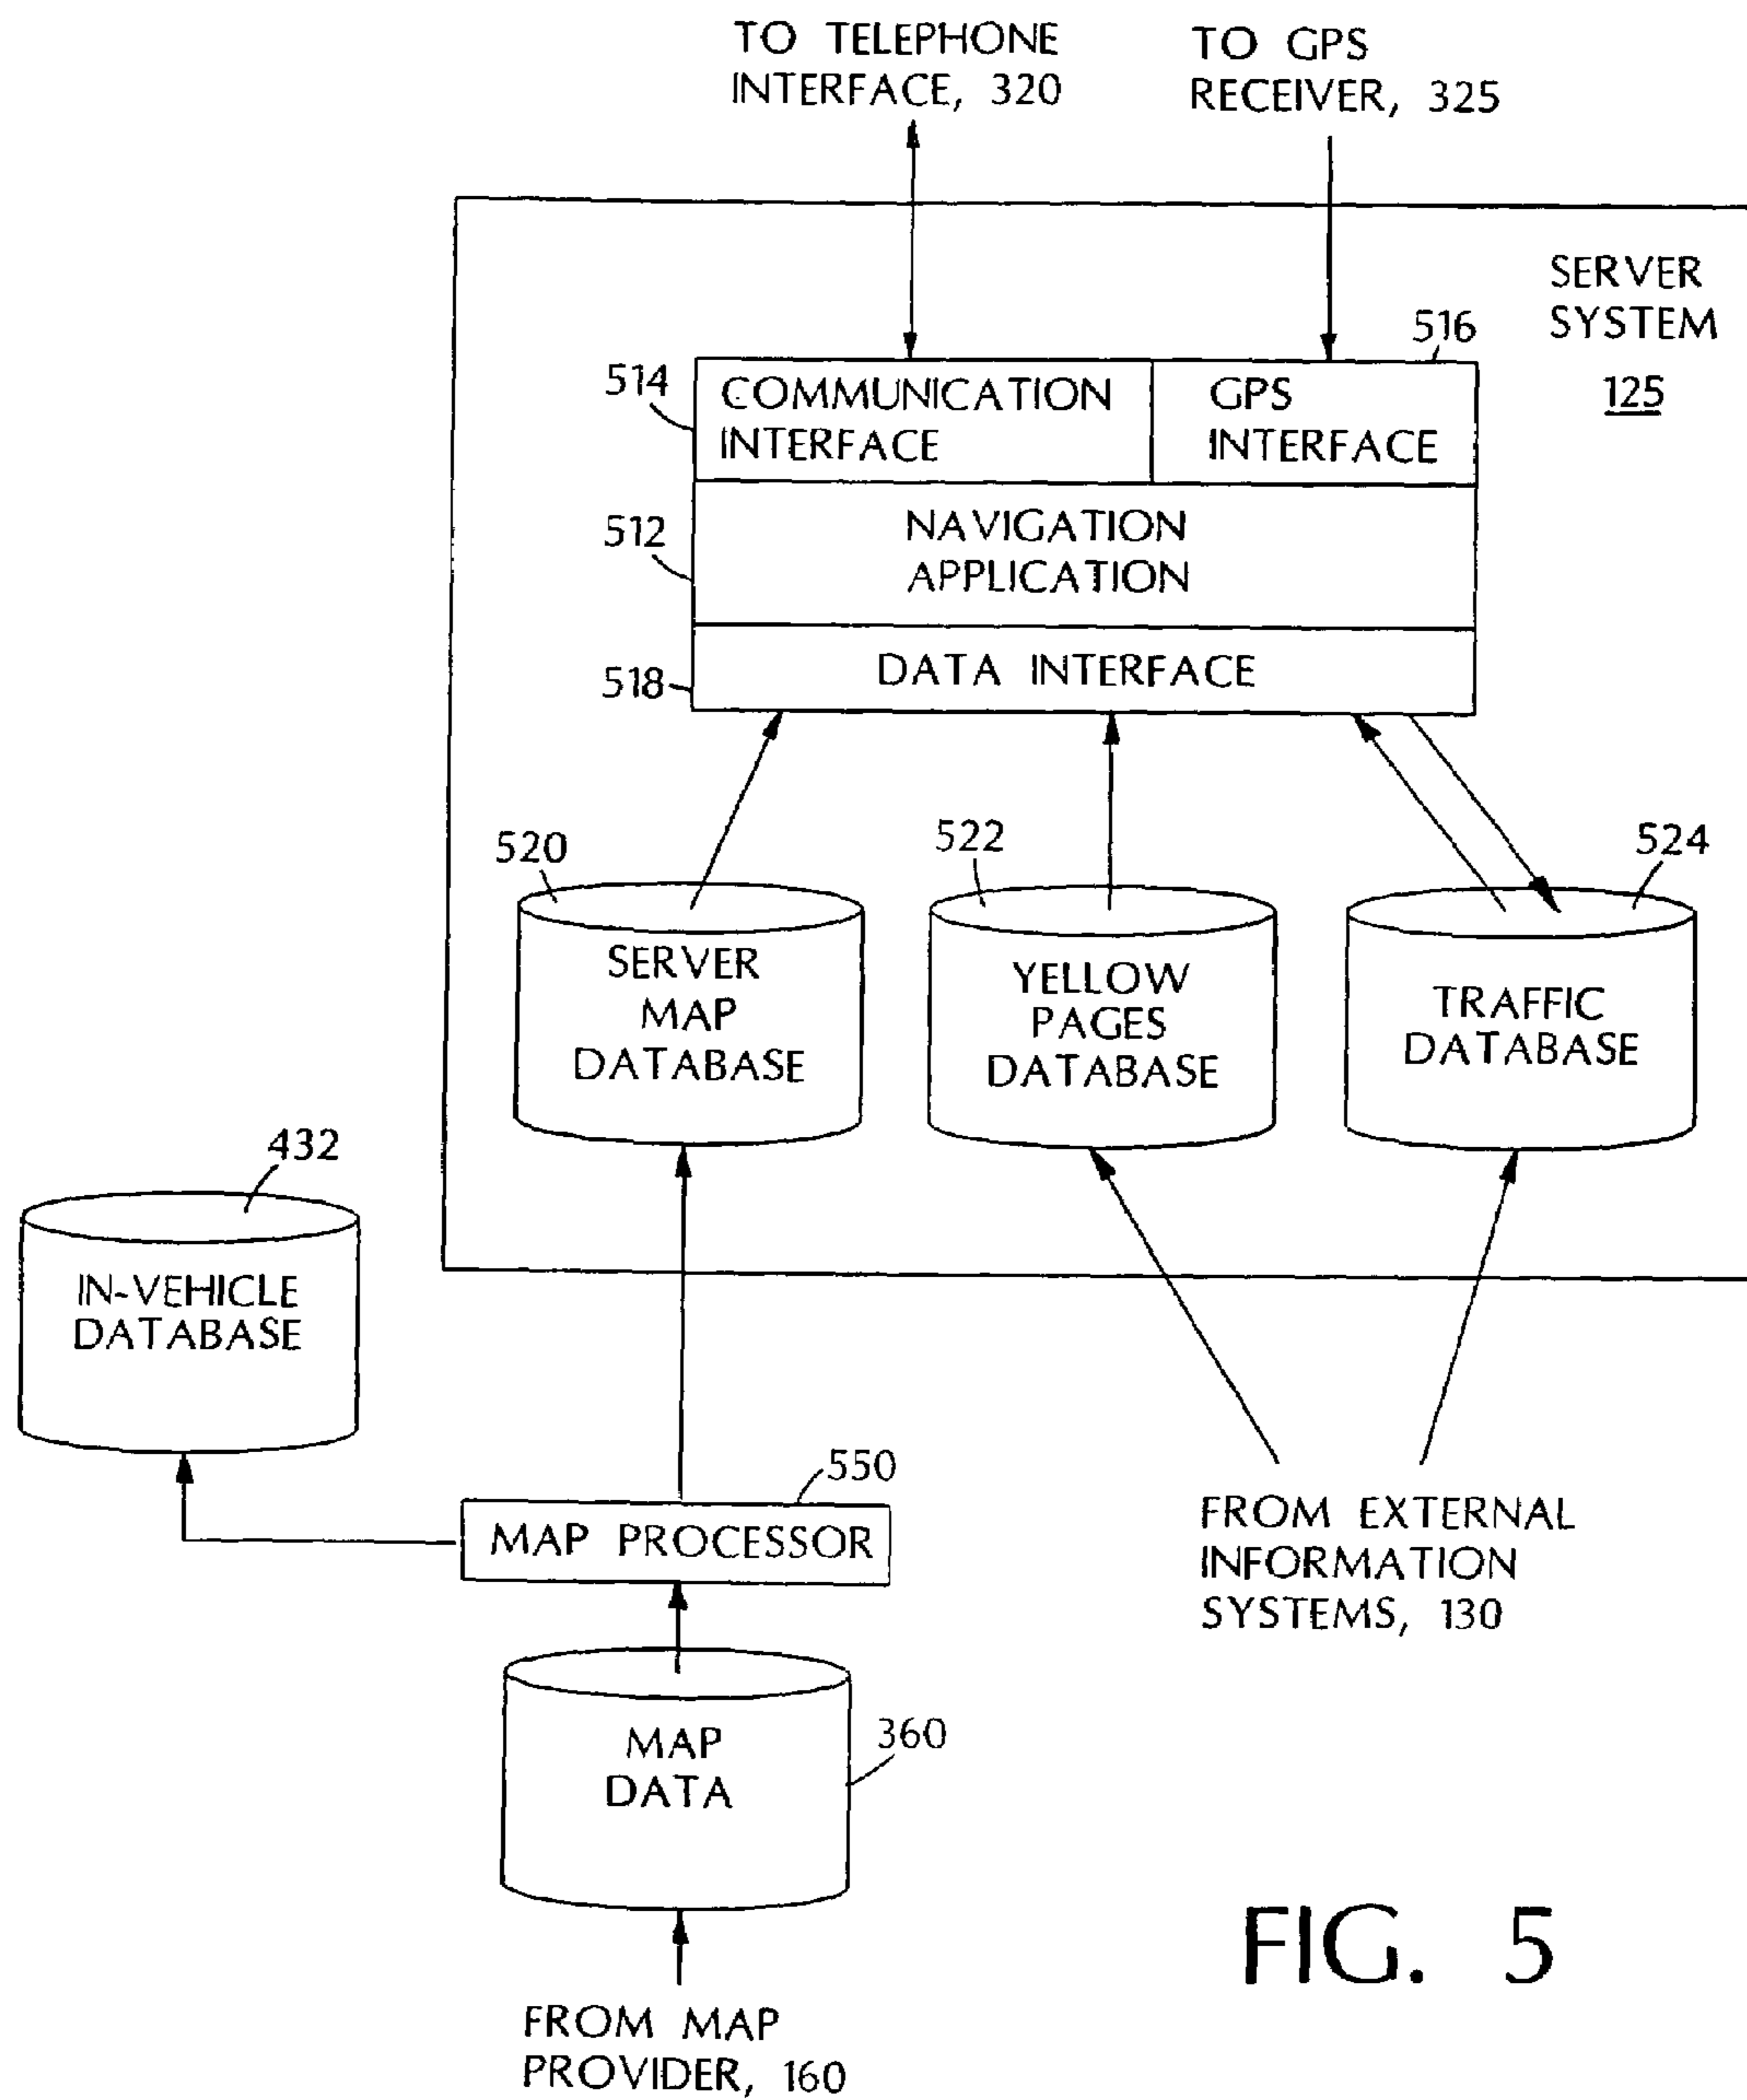 TO TELEPHONE
INTERFACE, 320
TO GPS
RECEIVER, 325
SERVER
SYSTEM
125
516
514
COMMUNICATION
INTERFACE
GPS
INTERFACE
512
NAVIGATION
APPLICATION
518
DATA INTERFACE
520
522
524
SERVER
MAP
DATABASE
YELLOW
PAGES
DATABASE
TRAFFIC
DATABASE
432
IN-VEHICLE
DATABASE
550
MAP PROCESSOR
FROM EXTERNAL
INFORMATION
SYSTEMS, 130
360
MAP
DATA
FROM MAP
PROVIDER, 160
FIG. 5